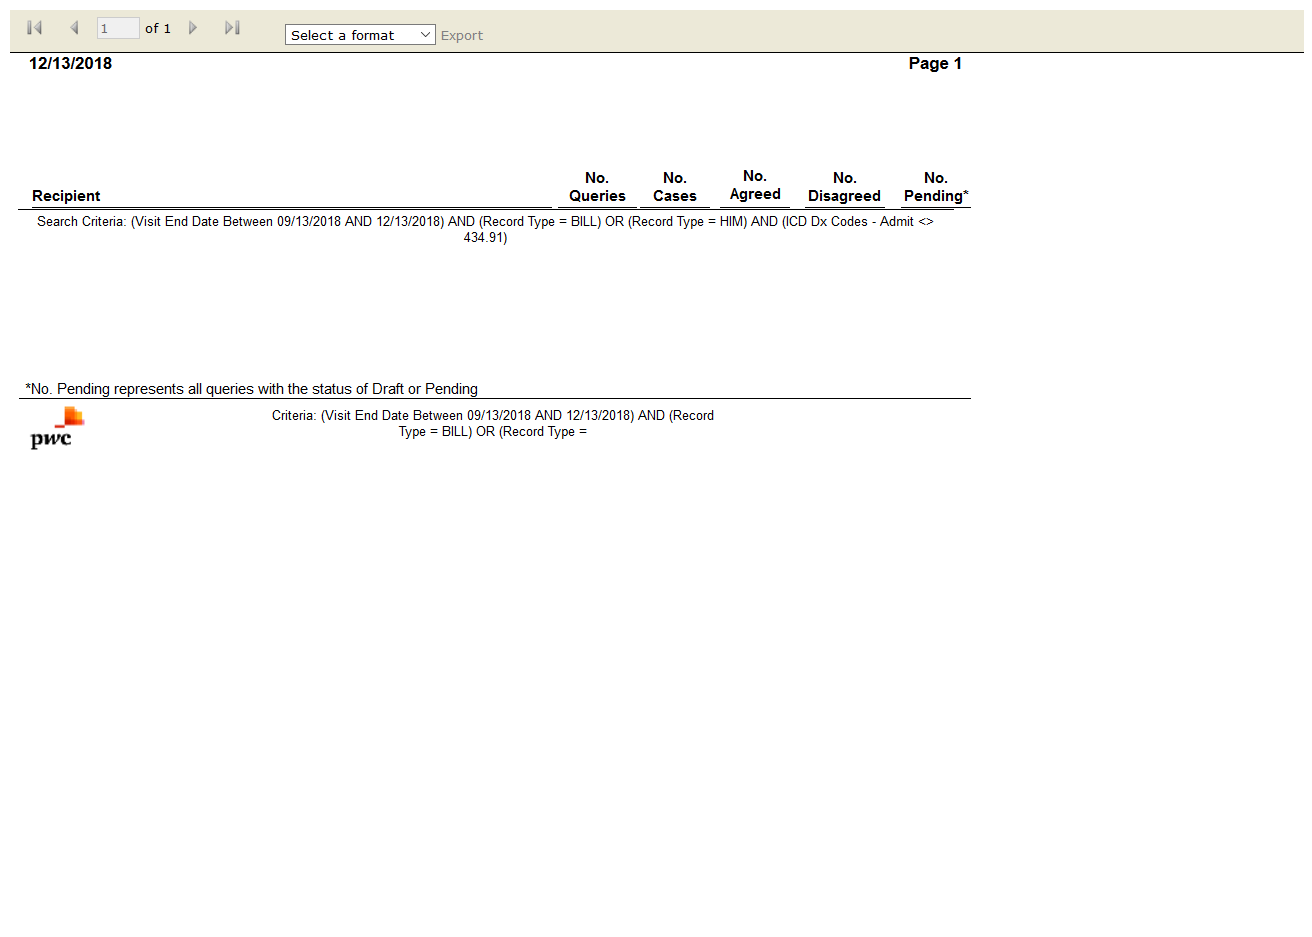 1 of 1 Select a format Export
12/13/2018 Page 1
No. No. No. No. No.
Recipient Queries Cases Agreed Disagreed Pending*
Search Criteria: (Visit End Date Between 09/13/2018 AND 12/13/2018) AND (Record Type = BILL) OR (Record Type = HIM) AND (ICD Dx Codes - Admit <>
434.91)
*No. Pending represents all queries with the status of Draft or Pending
Criteria: (Visit End Date Between 09/13/2018 AND 12/13/2018) AND (Record
Type = BILL) OR (Record Type =
pwc